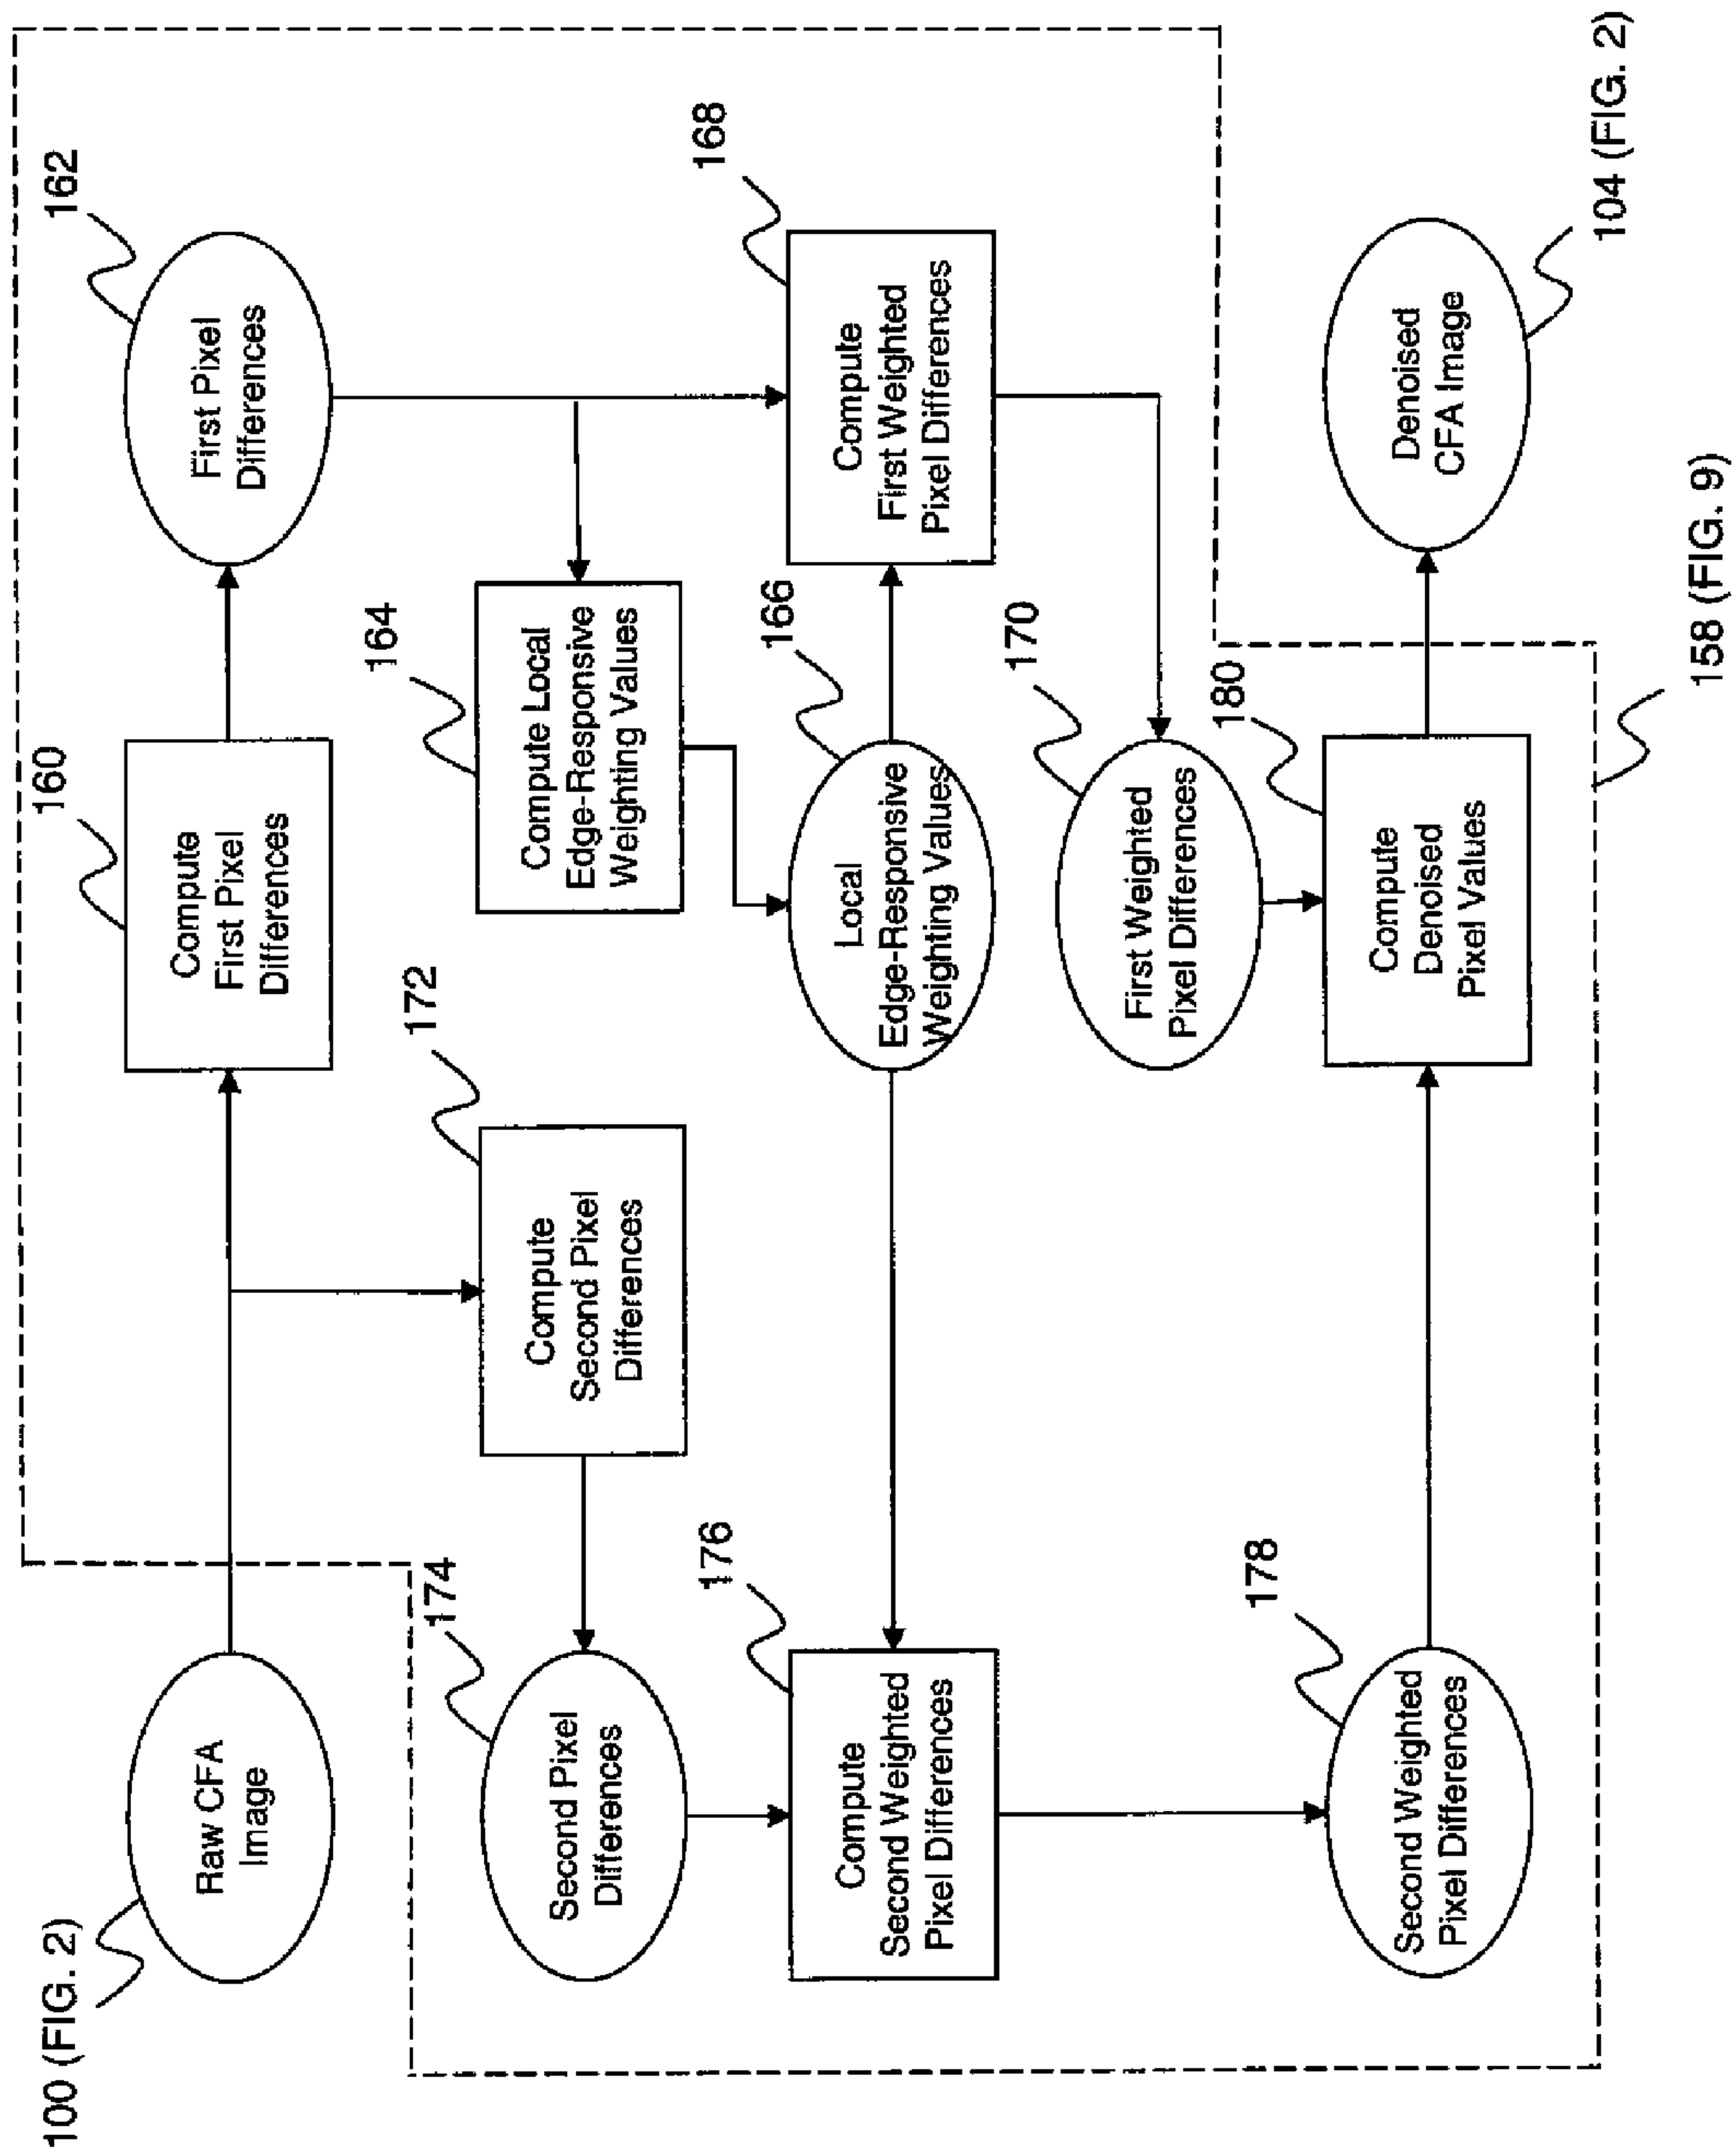 100 (FIG. 2)
Raw CFA
Image
160
Compute
First Pixel
Differences
162
First Pixel
Differences
172
Compute
Second Pixel
Differences
164
Compute Local
Edge-Responsive
Weighting Values
174
Second Pixel
Differences
176
Compute
Second Weighted
Pixel Differences
166
Local
Edge-Responsive
Weighting Values
168
Compute
First Weighted
Pixel Differences
170
First Weighted
Pixel Differences
178
Second Weighted
Pixel Differences
180
Compute
Denoised
Pixel Values
Denoised
CFA Image
104 (FIG. 2)
158 (FIG. 9)